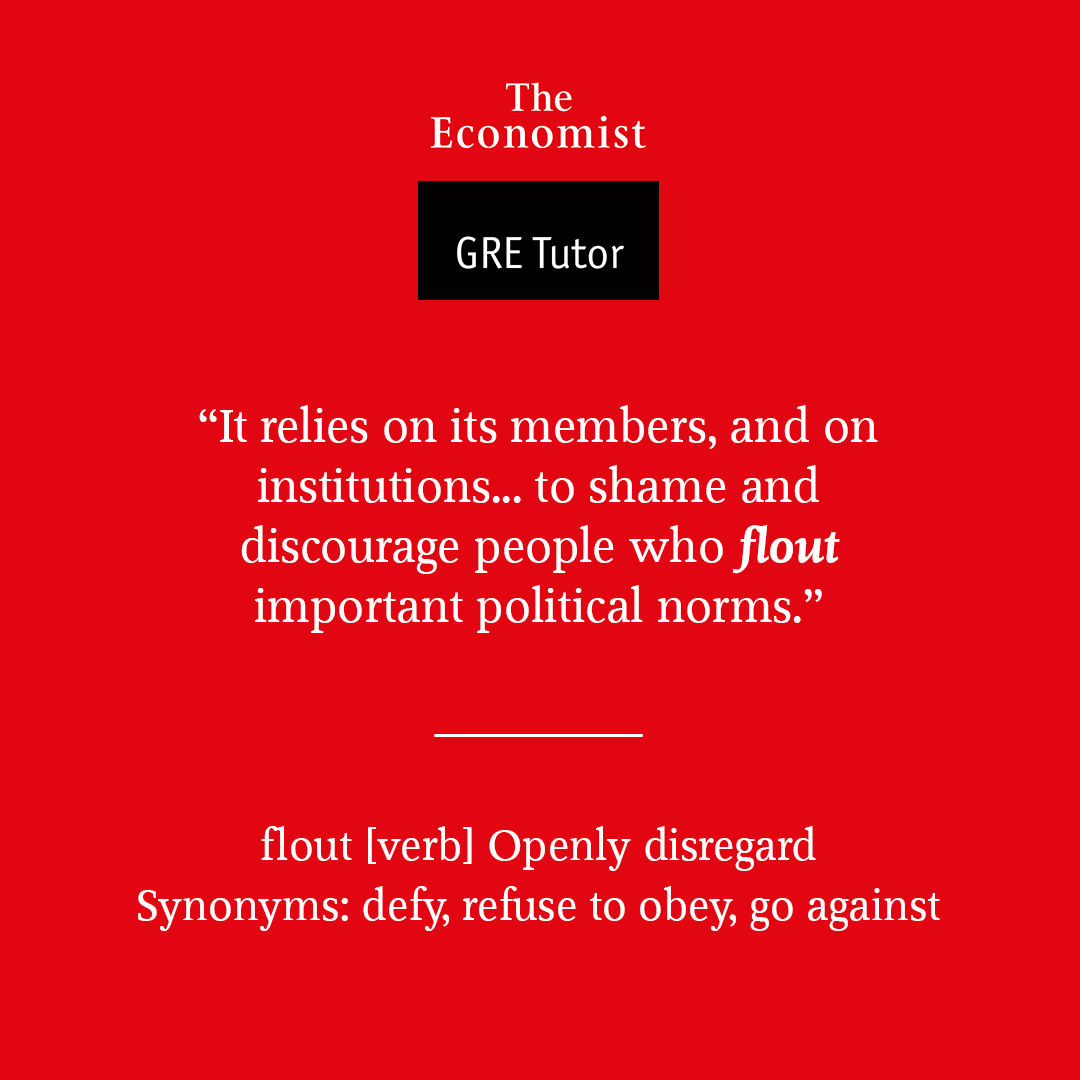 The
Economist
GRE Tutor
“It relies on its members, and on
institutions... to shame and
discourage people who flout
important political norms.”
flout [verb] Openly disregard
Synonyms: defy, refuse to obey, go against